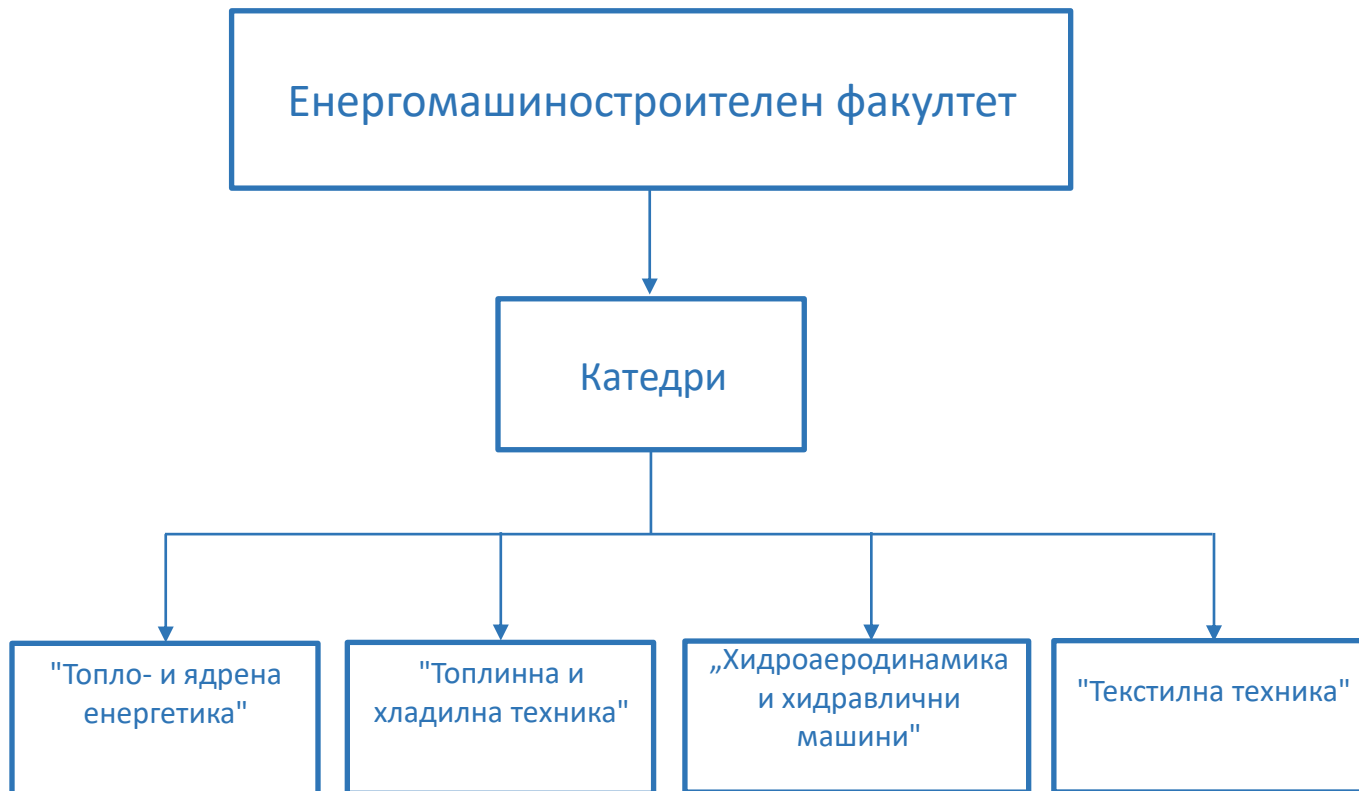 Енергомашиностроителен факултет
Катедри
"Топло- и ядрена
енергетика"
"Топлинна и
хладилна техника"
„Хидроаеродинамика
и хидравлични
машини"
"Текстилна техника"